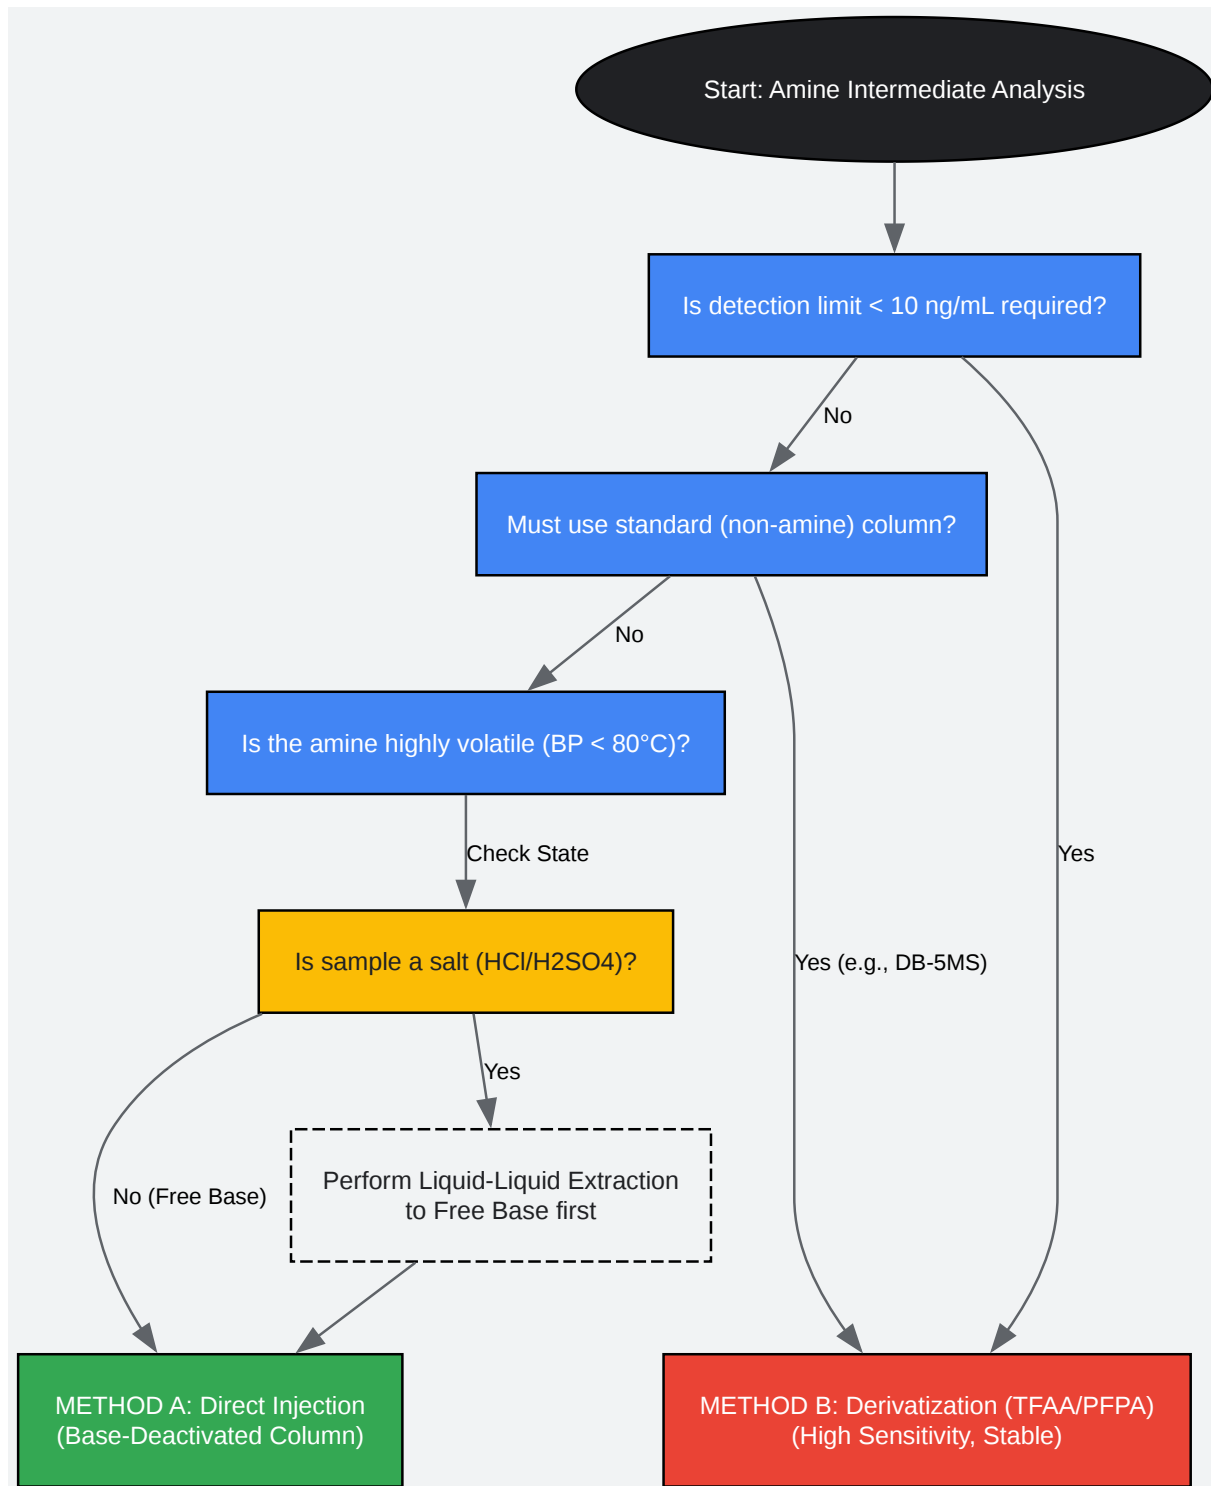 Start: Amine Intermediate Analysis
Is detection limit < 10 ng/mL required?
No
Must use standard (non-amine) column?
No
Is the amine highly volatile (BP < 80°C)?
Check State
Yes
Is sample a salt (HCl/H2SO4)?
Yes (e.g., DB-5MS)
Yes
Perform Liquid-Liquid Extraction
to Free Base first
No (Free Base)
METHOD A: Direct Injection
(Base-Deactivated Column)
METHOD B: Derivatization (TFAA/PFPA)
(High Sensitivity, Stable)